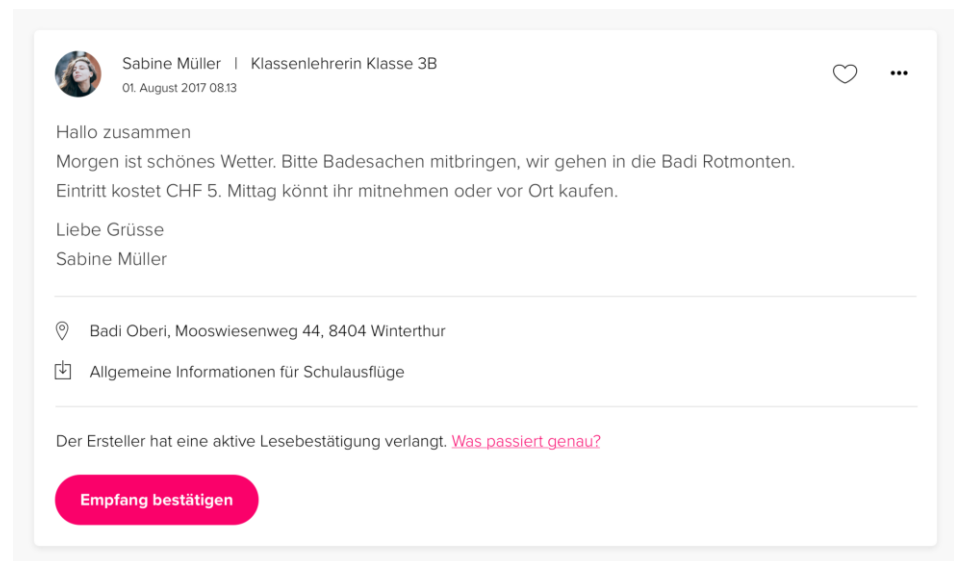 Sabine Müller | Klassenlehrerin Klasse 3B
01. August 2017 08.13
Hallo zusammen
Morgen ist schönes Wetter. Bitte Badesachen mitbringen, wir gehen in die Badi Rotmonten.
Eintritt kostet CHF 5. Mittag könnt ihr mitnehmen oder vor Ort kaufen.
Liebe Grüsse
Sabine Müller
Badi Oberi, Mooswiesenweg 44, 8404 Winterthur
Allgemeine Informationen für Schulausflüge
Der Ersteller hat eine aktive Lesebestätigung verlangt. Was passiert genau?
Empfang bestätigen